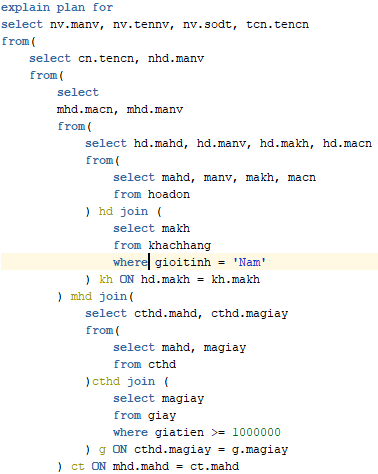 explain plan for
select nv.manv, nv.tennv, nv.sodt, tcn.tencn
from(
    select cn.tencn, nhd.manv
    from(
        select
        mhd.macn, mhd.manv
        from(
            select hd.mahd, hd.manv, hd.makh, hd.macn
            from(
                select mahd, manv, makh, macn
                from hoadon
            ) hd join (
                select makh
                from khachhang
                where gioitinh = 'Nam'
            ) kh ON hd.makh = kh.makh
        ) mhd join(
            select cthd.mahd, cthd.magiay
            from(
                select mahd, magiay
                from cthd
            )cthd join (
                select magiay
                from giay
                where giatien >= 1000000
            ) g ON cthd.magiay = g.magiay
        ) ct ON mhd.mahd = ct.mahd